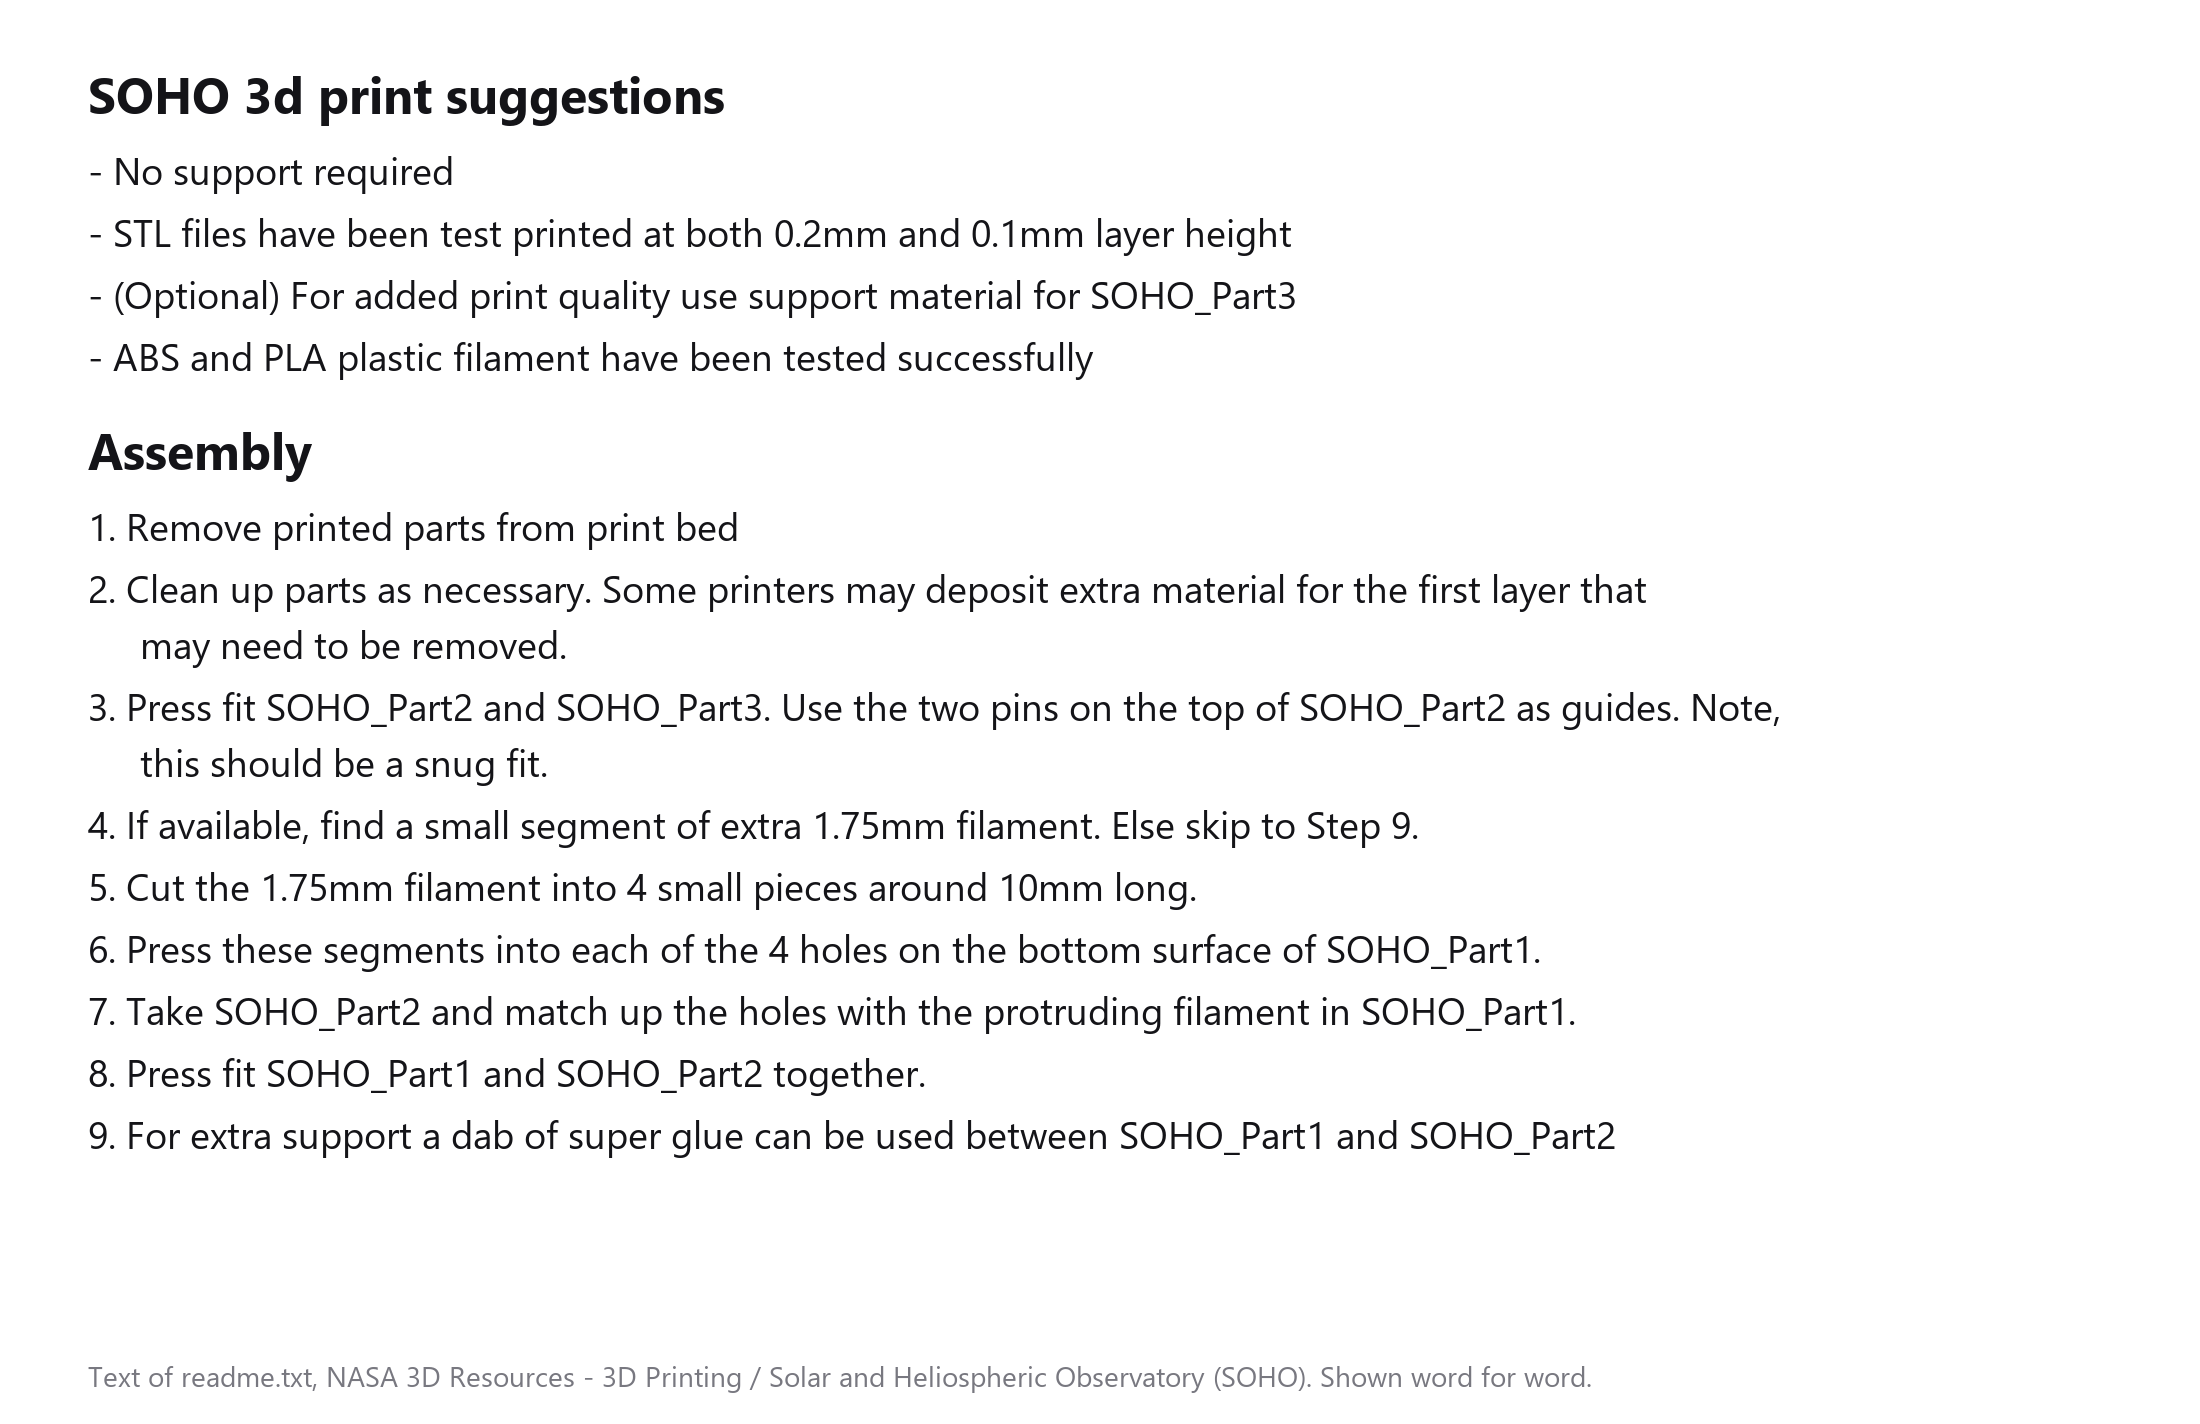 SOHO 3d print suggestions
- No support required
- STL files have been test printed at both 0.2mm and 0.1mm layer height
- (Optional) For added print quality use support material for SOHO_Part3
- ABS and PLA plastic filament have been tested successfully
Assembly
1. Remove printed parts from print bed
2. Clean up parts as necessary. Some printers may deposit extra material for the first layer that
may need to be removed.
3. Press fit SOHO_Part2 and SOHO_Part3. Use the two pins on the top of SOHO_Part2 as guides. Note,
this should be a snug fit.
4. If available, find a small segment of extra 1.75mm filament. Else skip to Step 9.
5. Cut the 1.75mm filament into 4 small pieces around 10mm long.
6. Press these segments into each of the 4 holes on the bottom surface of SOHO_Part1.
7. Take SOHO_Part2 and match up the holes with the protruding filament in SOHO_Part1.
8. Press fit SOHO_Part1 and SOHO_Part2 together.
9. For extra support a dab of super glue can be used between SOHO_Part1 and SOHO_Part2
Text of readme.txt, NASA 3D Resources - 3D Printing / Solar and Heliospheric Observatory (SOHO). Shown word for word.